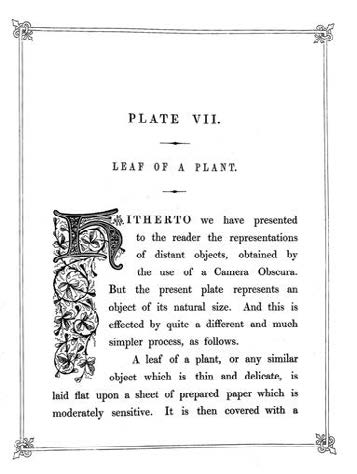 PLATE VII.
LEAF OF A PLANT.
HITHERTO we have presented
to the reader the representations
of distant objects, obtained by
the use of a Camera Obscura.
But the present plate represents an
object of its natural size. And this is
effected by quite a different and much
simpler process, as follows.
A leaf of a plant, or any similar
object which is thin and delicate, is
laid flat upon a sheet of prepared paper which is
moderately sensitive. It is then covered with a